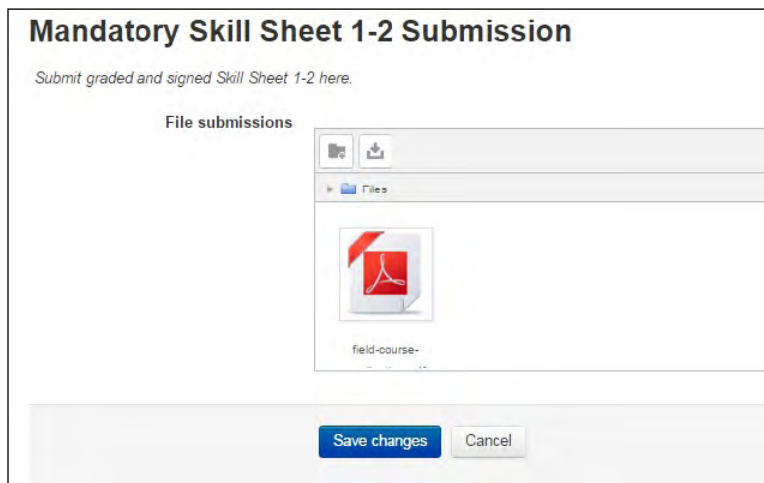 Mandatory Skill Sheet 1-2 Submission
Submit graded and signed Skill Sheet 1-2 here.
File submissions
Files
field-course-
Save changes
Cancel